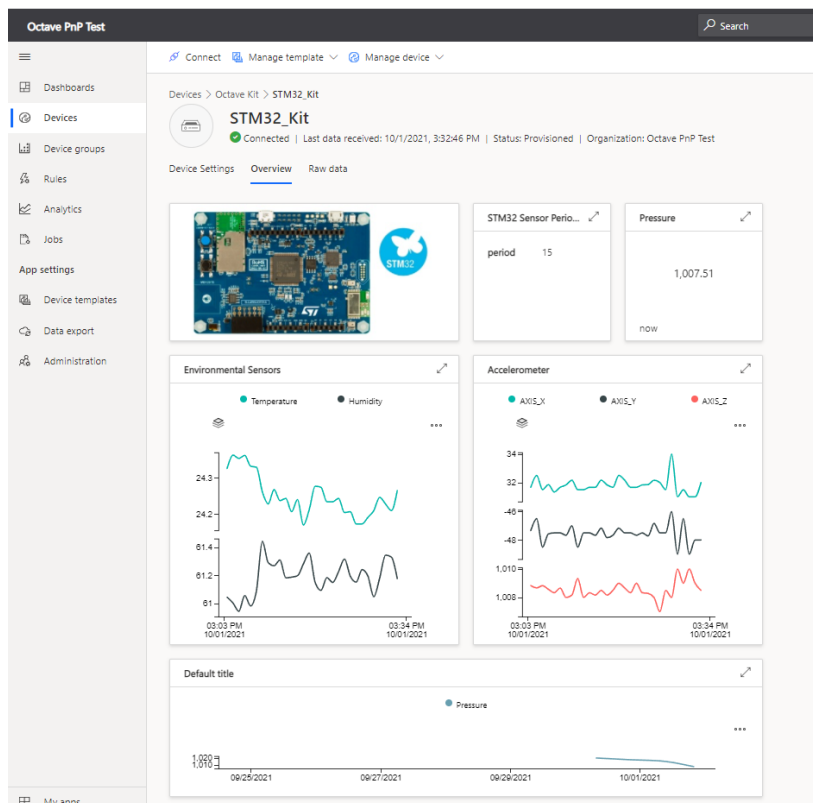 Octave PnP Test
Search
Connect
Manage template
Manage device
Dashboards
Devices
Device groups
Rules
Analytics
Jobs
App settings
Device templates
Data export
Administration
My apps
Devices > Octave Kit > STM32_Kit
STM32_Kit
Connected | Last data received: 10/1/2021, 3:32:46 PM | Status: Provisioned | Organization: Octave PnP Test
Device Settings
Overview
Raw data
STM32
STM32 Sensor Perio...
period 15
Pressure
1,007.51
now
Environmental Sensors
Temperature
Humidity
24.3
24.2
61.4
61.2
61
03:03 PM
10/01/2021
03:34 PM
10/01/2021
Accelerometer
AXIS_X
AXIS_Y
AXIS_Z
34
32
-46
-48
1,010
1,008
03:03 PM
10/01/2021
03:34 PM
10/01/2021
Default title
Pressure
1,020
1,010
09/25/2021
09/27/2021
09/29/2021
10/01/2021